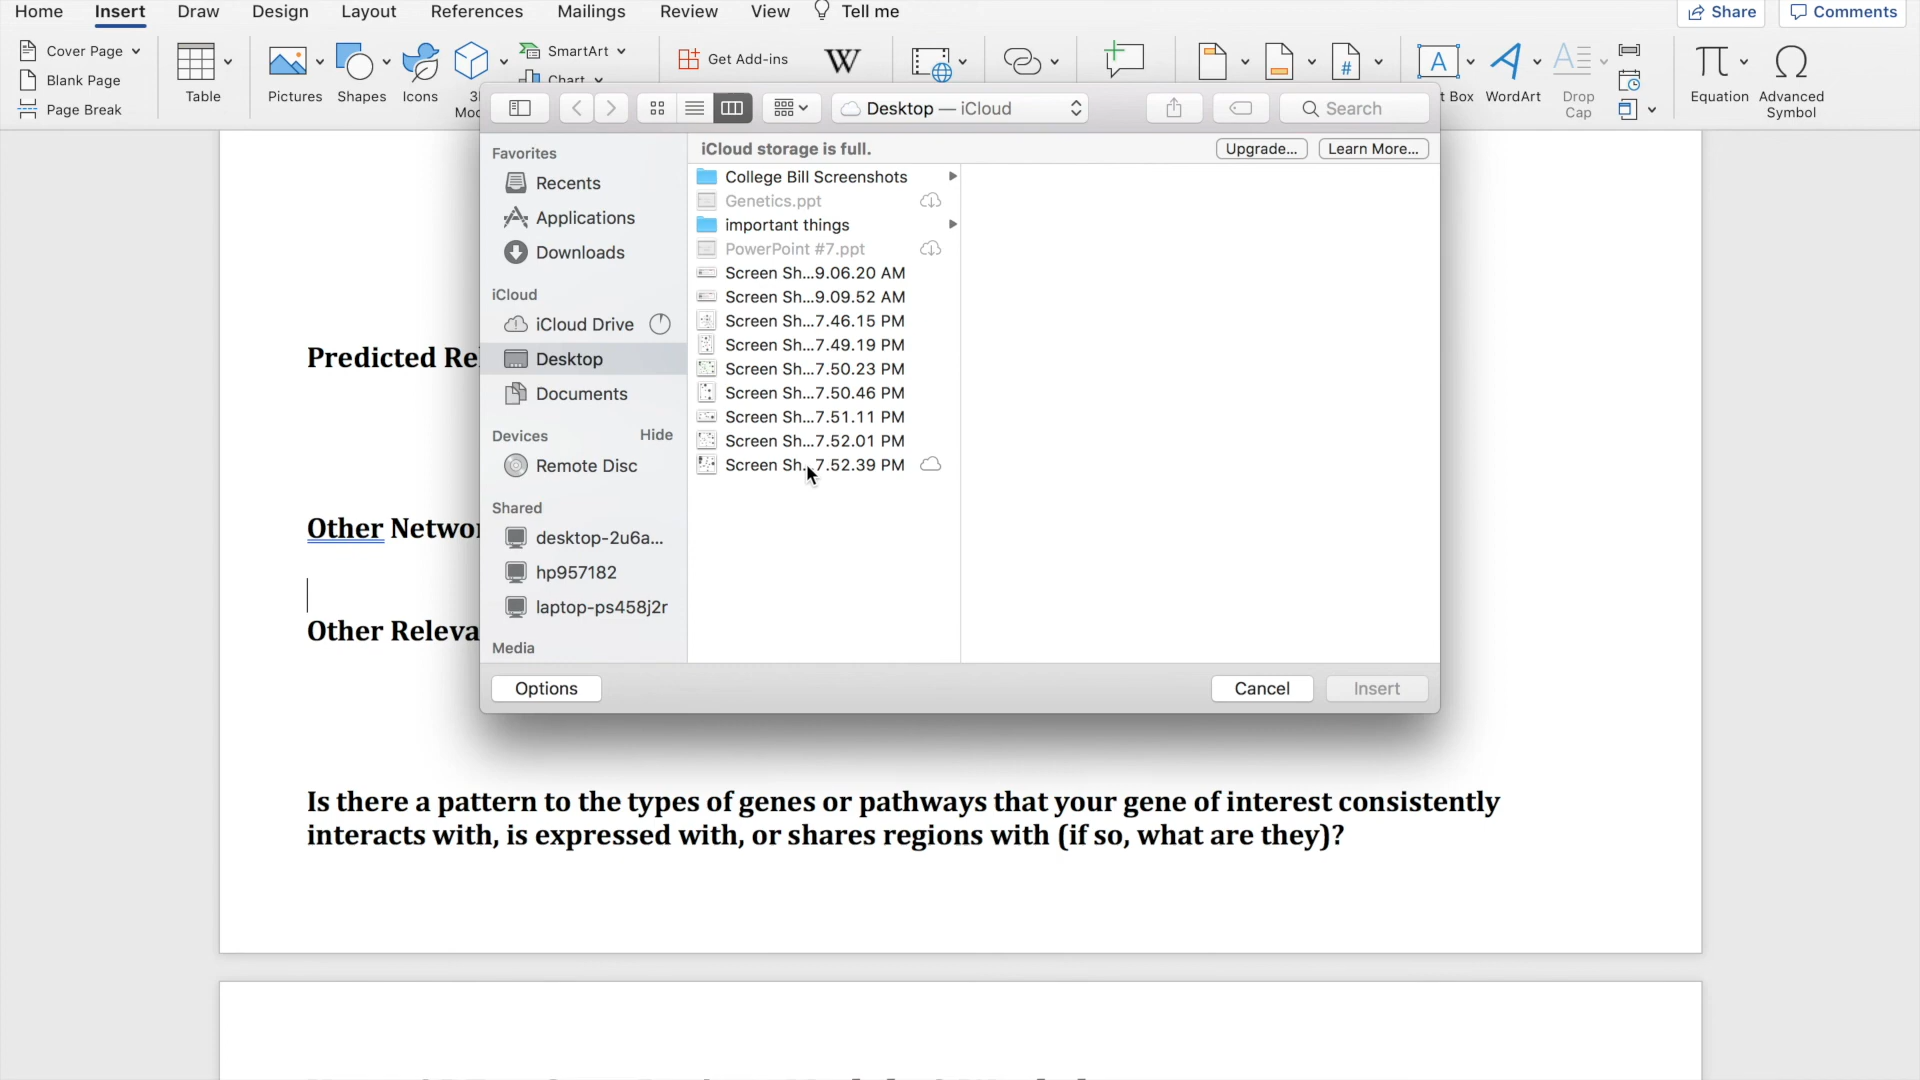 Home Insert Draw Design Layout References Mailings Review View Tell me Share Comments
Cover Page
Blank Page
Page Break
Table
Pictures
Shapes
Icons
SmartArt
Chart
Get Add-ins
W
#
A
A
A
t Box
WordArt
Drop
Cap
π
Equation
Ω
Advanced
Symbol
Desktop — iCloud
Search
iCloud storage is full.
Upgrade...
Learn More...
Favorites
Recents
Applications
Downloads
iCloud
iCloud Drive
Desktop
Documents
Devices
Hide
Remote Disc
Shared
desktop-2u6a...
hp957182
laptop-ps458j2r
Media
College Bill Screenshots
Genetics.ppt
important things
PowerPoint #7.ppt
Screen Sh...9.06.20 AM
Screen Sh...9.09.52 AM
Screen Sh...7.46.15 PM
Screen Sh...7.49.19 PM
Screen Sh...7.50.23 PM
Screen Sh...7.50.46 PM
Screen Sh...7.51.11 PM
Screen Sh...7.52.01 PM
Screen Sh...7.52.39 PM
Options
Cancel
Insert
Predicted Re
Other Netwo
Other Releva
Is there a pattern to the types of genes or pathways that your gene of interest consistently
interacts with, is expressed with, or shares regions with (if so, what are they)?